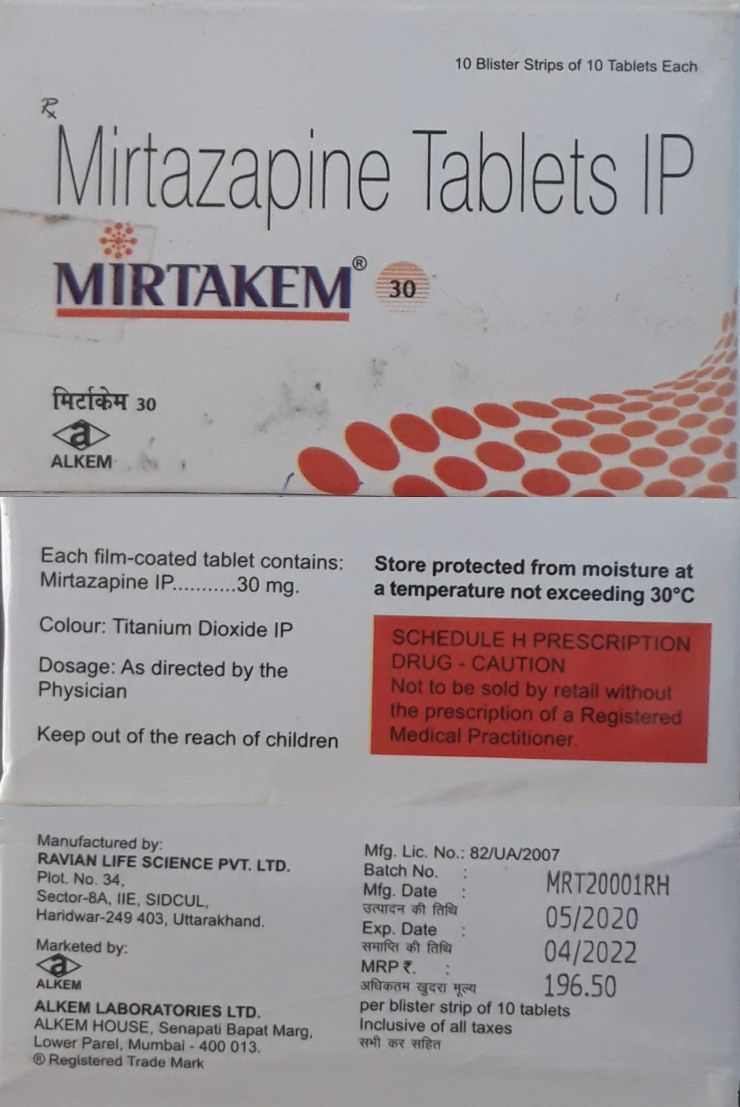 10 Blister Strips of 10 Tablets Each
Rx
Mirtazapine Tablets IP
MIRTAKEM® 30
मिर्टाकेम 30
a
ALKEM
Each film-coated tablet contains:
Mirtazapine IP...........30 mg.
Colour: Titanium Dioxide IP
Dosage: As directed by the
Physician
Keep out of the reach of children
Store protected from moisture at
a temperature not exceeding 30°C
SCHEDULE H PRESCRIPTION
DRUG - CAUTION
Not to be sold by retail without
the prescription of a Registered
Medical Practitioner.
Manufactured by:
RAVIAN LIFE SCIENCE PVT. LTD.
Plot. No. 34,
Sector-8A, IIE, SIDCUL,
Haridwar-249 403, Uttarakhand.
Marketed by:
a
ALKEM
ALKEM LABORATORIES LTD.
ALKEM HOUSE, Senapati Bapat Marg,
Lower Parel, Mumbai - 400 013.
® Registered Trade Mark
Mfg. Lic. No.: 82/UA/2007
Batch No. : MRT20001RH
Mfg. Date : 05/2020
उत्पादन की तिथि
Exp. Date : 04/2022
समाप्ति की तिथि
MRP ₹. : 196.50
अधिकतम खुदरा मूल्य
per blister strip of 10 tablets
Inclusive of all taxes
सभी कर सहित